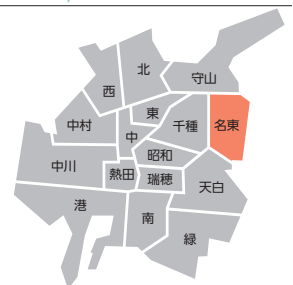 北
守山
西
東
千種
名東
中村
中
昭和
中川
熱田
瑞穂
天白
港
南
緑